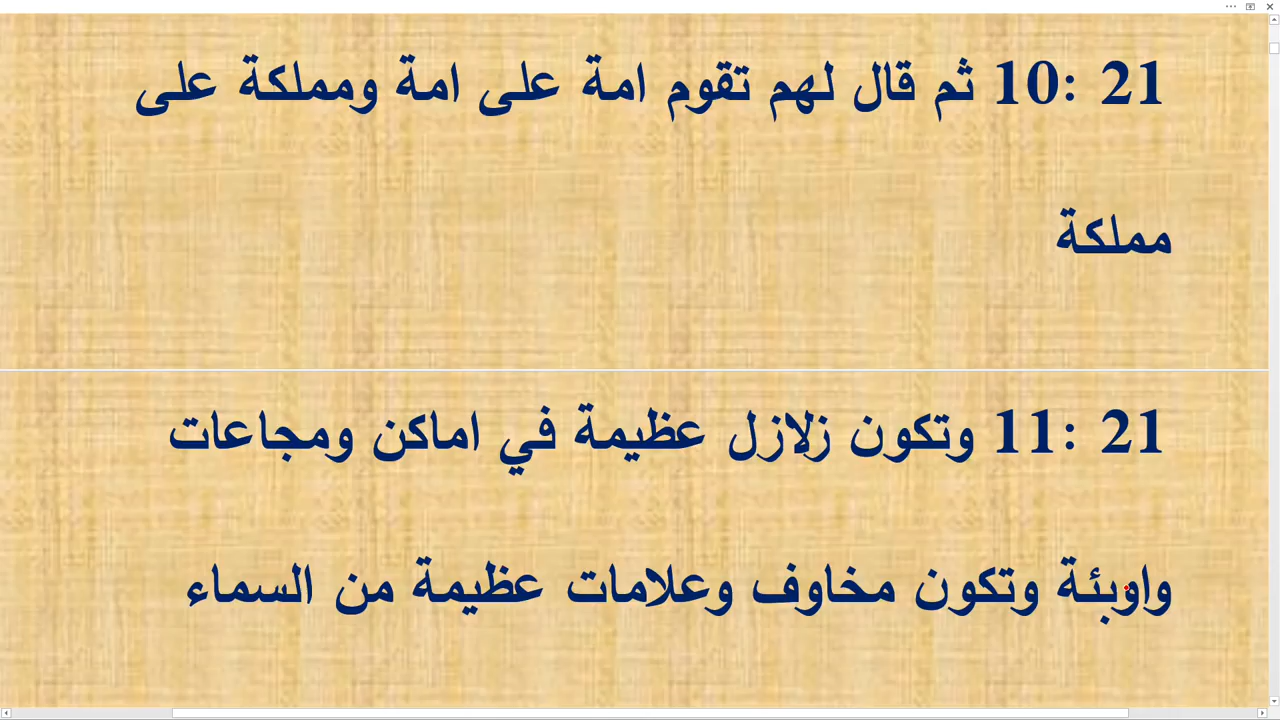 21 :10 ثم قال لهم تقوم امة على امة ومملكة على
مملكة
21 :11 وتكون زلازل عظيمة في اماكن ومجاعات
واوبئة وتكون مخاوف وعلامات عظيمة من السماء